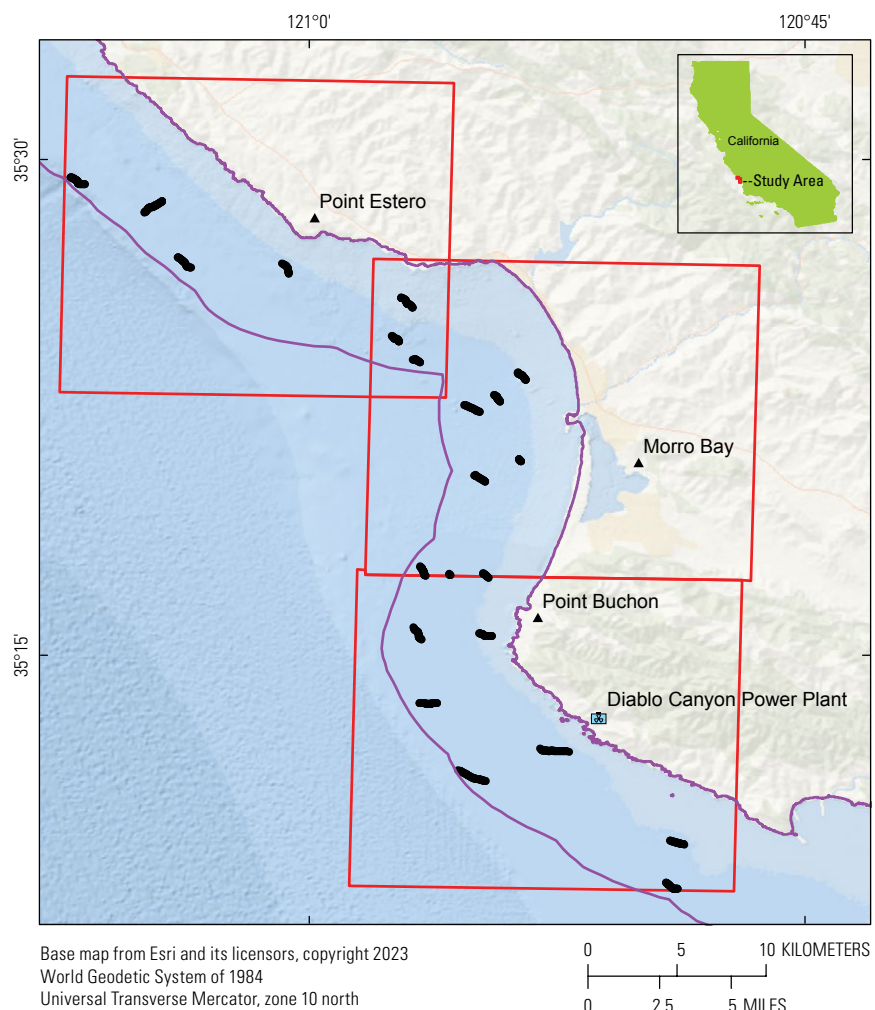 121°0'
120°45'
35°30'
35°15'
California
Study Area
Point Estero
Morro Bay
Point Buchon
Diablo Canyon Power Plant
Base map from Esri and its licensors, copyright 2023
World Geodetic System of 1984
Universal Transverse Mercator, zone 10 north
0 5 10 KILOMETERS
0 2.5 5 MILES